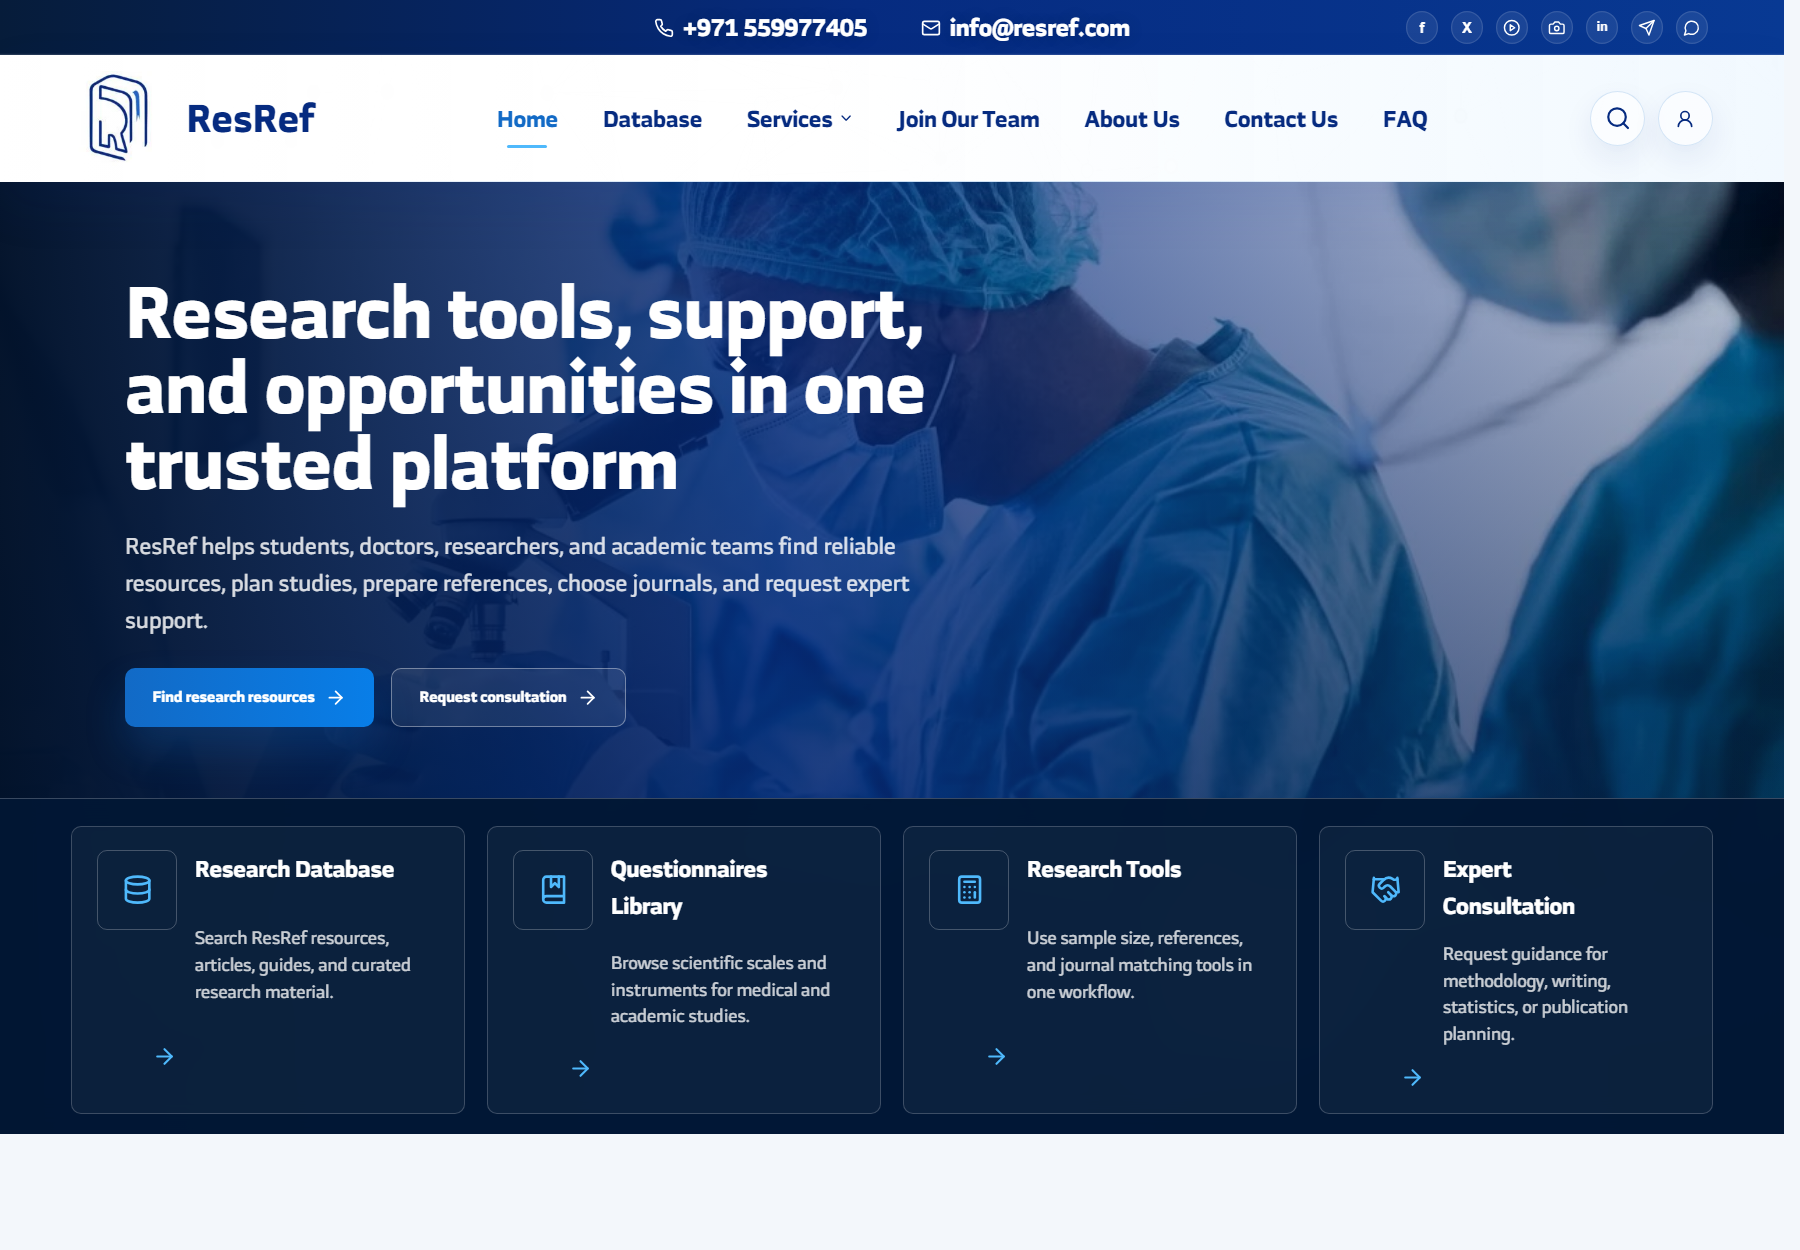 +971 559977405
info@resref.com
f
X
in
ResRef
Home
Database
Services
Join Our Team
About Us
Contact Us
FAQ
Research tools, support,
and opportunities in one
trusted platform
ResRef helps students, doctors, researchers, and academic teams find reliable
resources, plan studies, prepare references, choose journals, and request expert
support.
Find research resources
Request consultation
Research Database
Search ResRef resources,
articles, guides, and curated
research material.
Questionnaires
Library
Browse scientific scales and
instruments for medical and
academic studies.
Research Tools
Use sample size, references,
and journal matching tools in
one workflow.
Expert
Consultation
Request guidance for
methodology, writing,
statistics, or publication
planning.